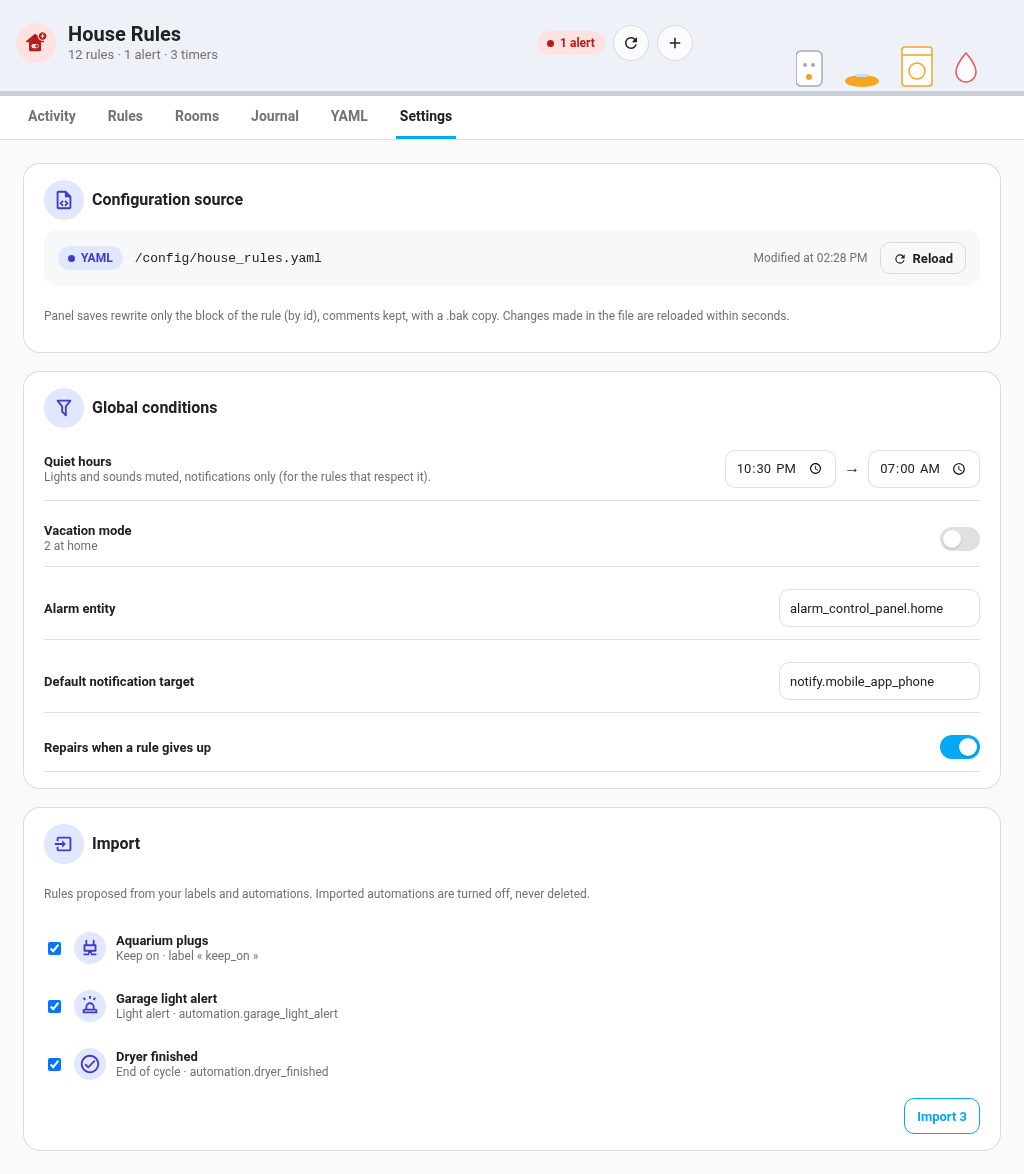 House Rules
12 rules · 1 alert · 3 timers
1 alert
Activity
Rules
Rooms
Journal
YAML
Settings
Configuration source
YAML
/config/house_rules.yaml
Modified at 02:28 PM
Reload
Panel saves rewrite only the block of the rule (by id), comments kept, with a .bak copy. Changes made in the file are reloaded within seconds.
Global conditions
Quiet hours
Lights and sounds muted, notifications only (for the rules that respect it).
10:30 PM → 07:00 AM
Vacation mode
2 at home
Alarm entity
alarm_control_panel.home
Default notification target
notify.mobile_app_phone
Repairs when a rule gives up
Import
Rules proposed from your labels and automations. Imported automations are turned off, never deleted.
Aquarium plugs
Keep on · label « keep_on »
Garage light alert
Light alert · automation.garage_light_alert
Dryer finished
End of cycle · automation.dryer_finished
Import 3